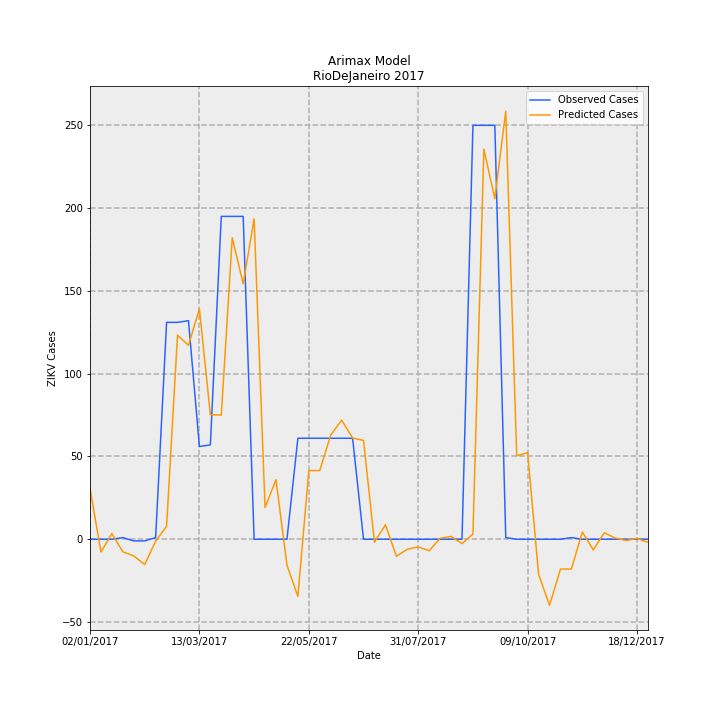 Arimax Model
RioDeJaneiro 2017
Observed Cases
Predicted Cases
250
200
150
100
50
0
−50
ZIKV Cases
02/01/2017 13/03/2017 22/05/2017 31/07/2017 09/10/2017 18/12/2017
Date